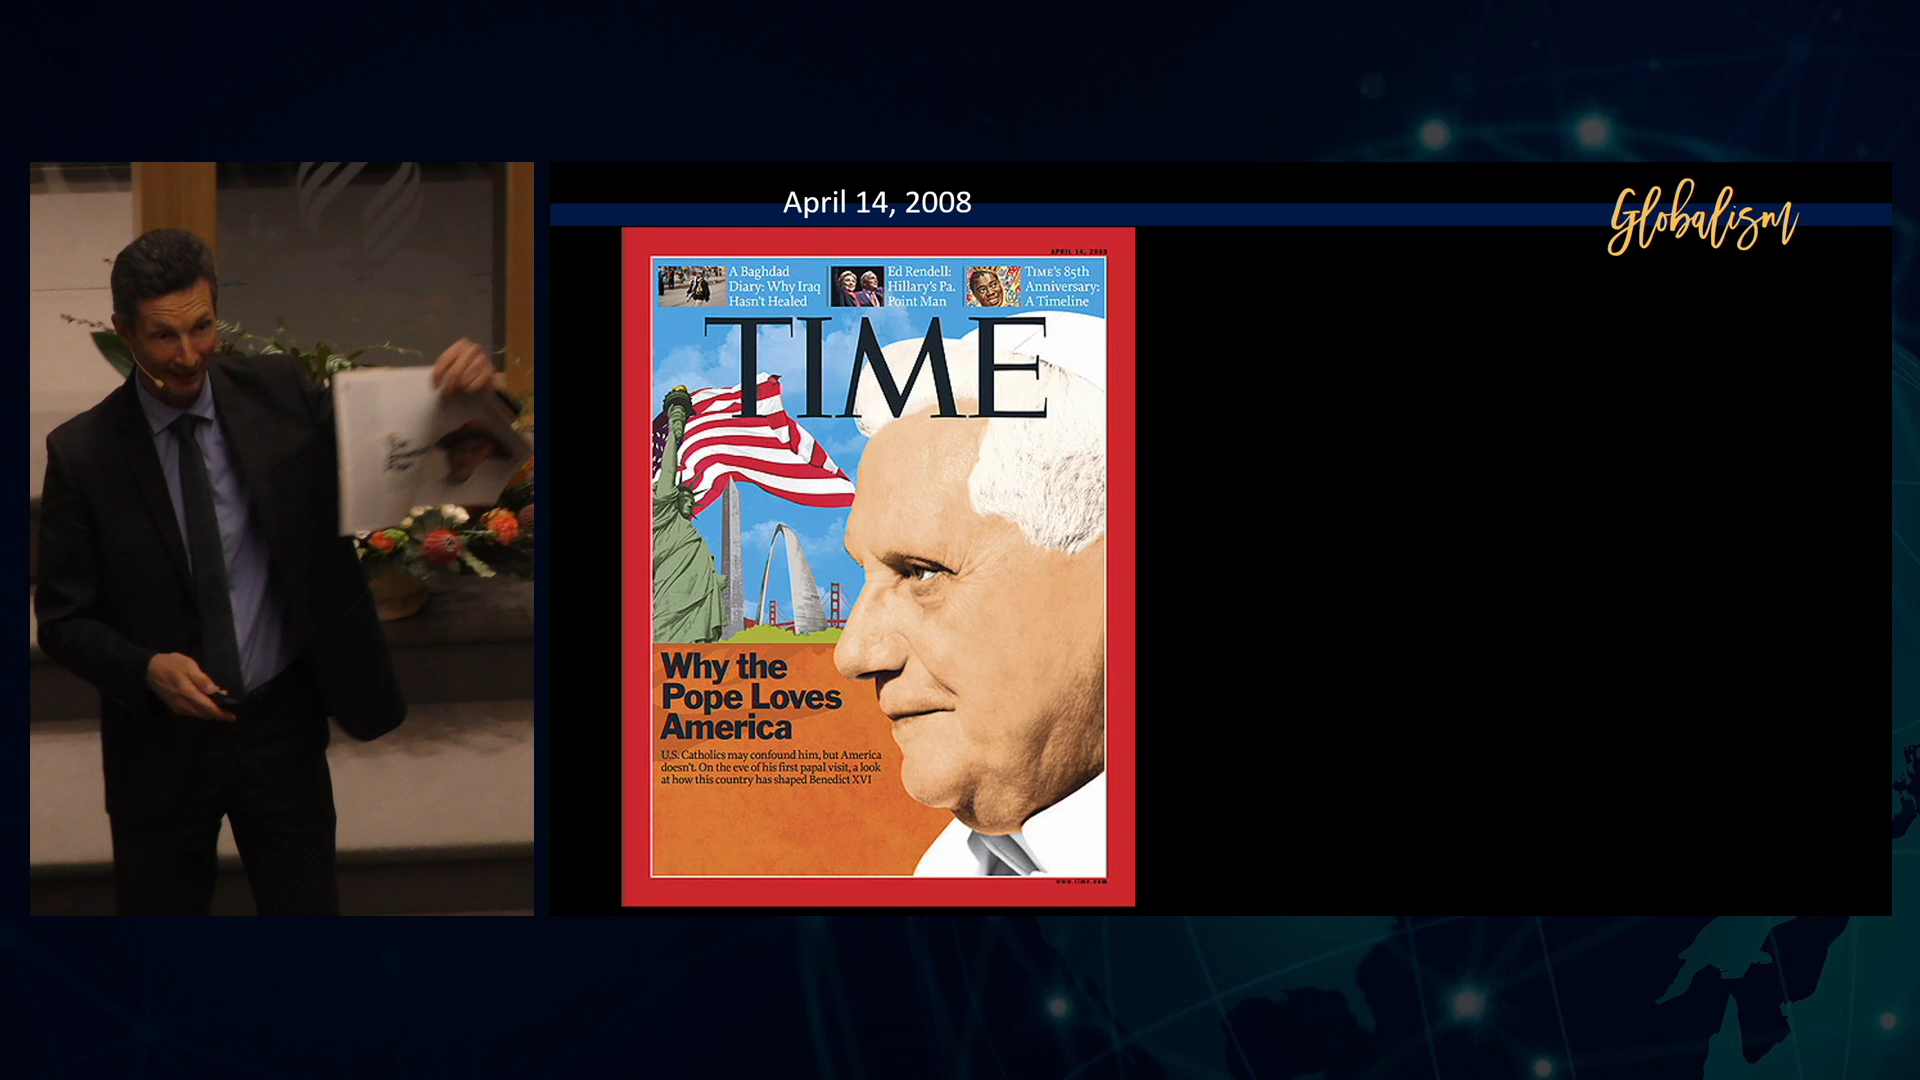 April 14, 2008
Globalism
APRIL 14, 2008
A Baghdad
Diary: Why Iraq
Hasn't Healed
Ed Rendell:
Hillary's Pa.
Point Man
TIME's 85th
Anniversary:
A Timeline
TIME
Why the
Pope Loves
America
U.S. Catholics may confound him, but America
doesn't. On the eve of his first papal visit, a look
at how this country has shaped Benedict XVI
www.time.com